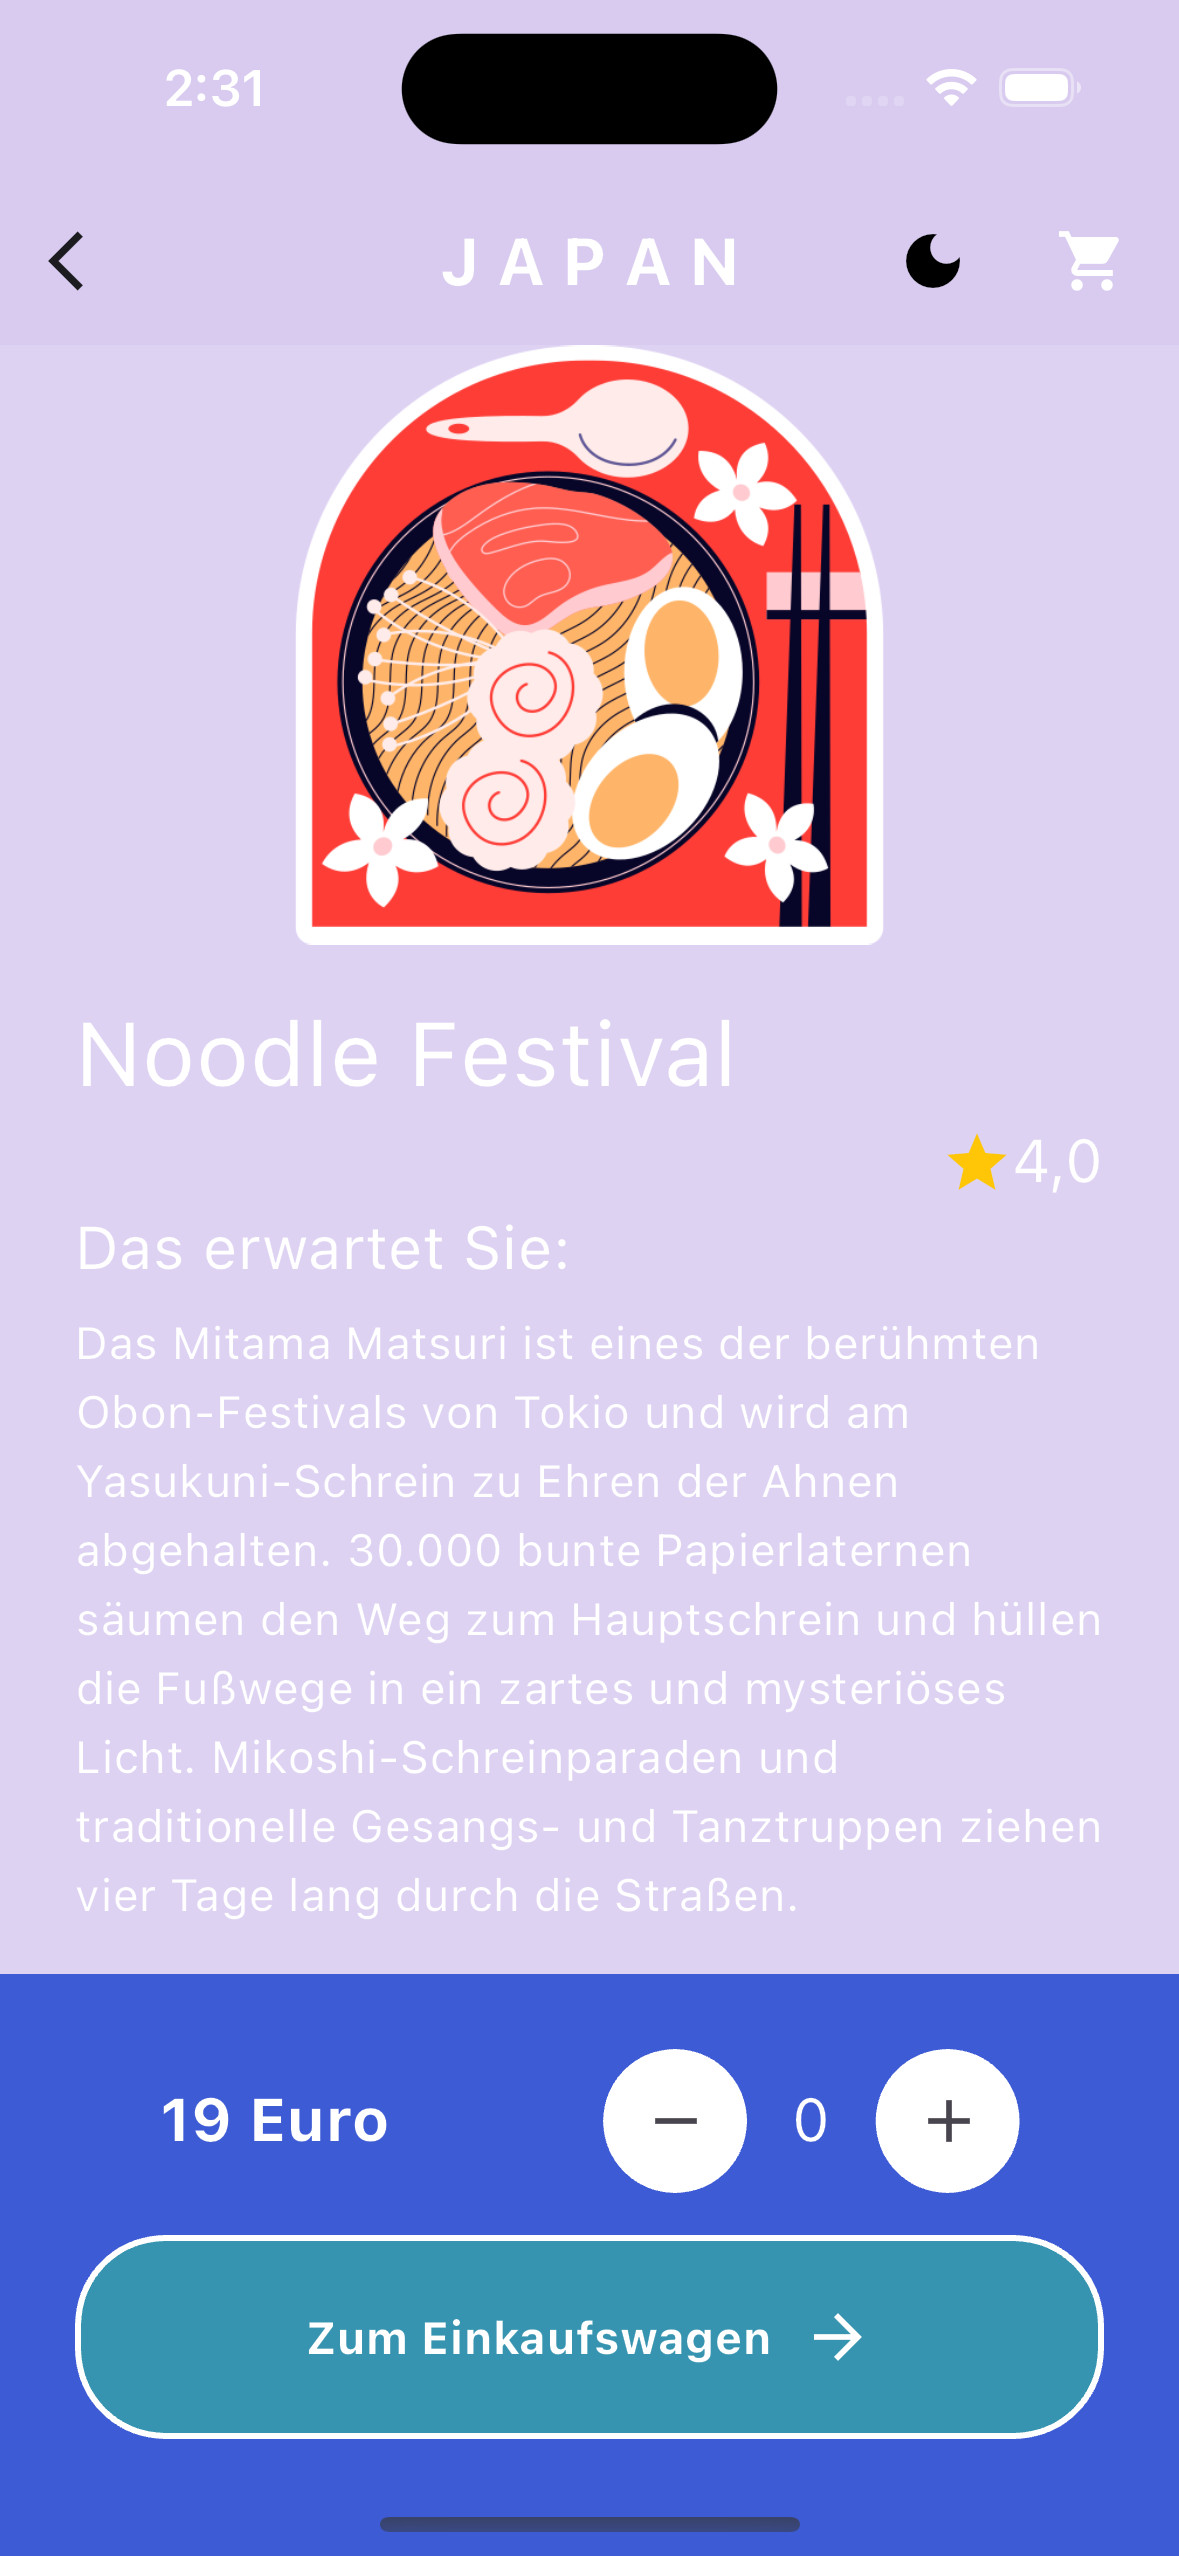 2:31
JAPAN
Noodle Festival
4,0
Das erwartet Sie:
Das Mitama Matsuri ist eines der berühmten
Obon-Festivals von Tokio und wird am
Yasukuni-Schrein zu Ehren der Ahnen
abgehalten. 30.000 bunte Papierlaternen
säumen den Weg zum Hauptschrein und hüllen
die Fußwege in ein zartes und mysteriöses
Licht. Mikoshi-Schreinparaden und
traditionelle Gesangs- und Tanztruppen ziehen
vier Tage lang durch die Straßen.
19 Euro
0
Zum Einkaufswagen